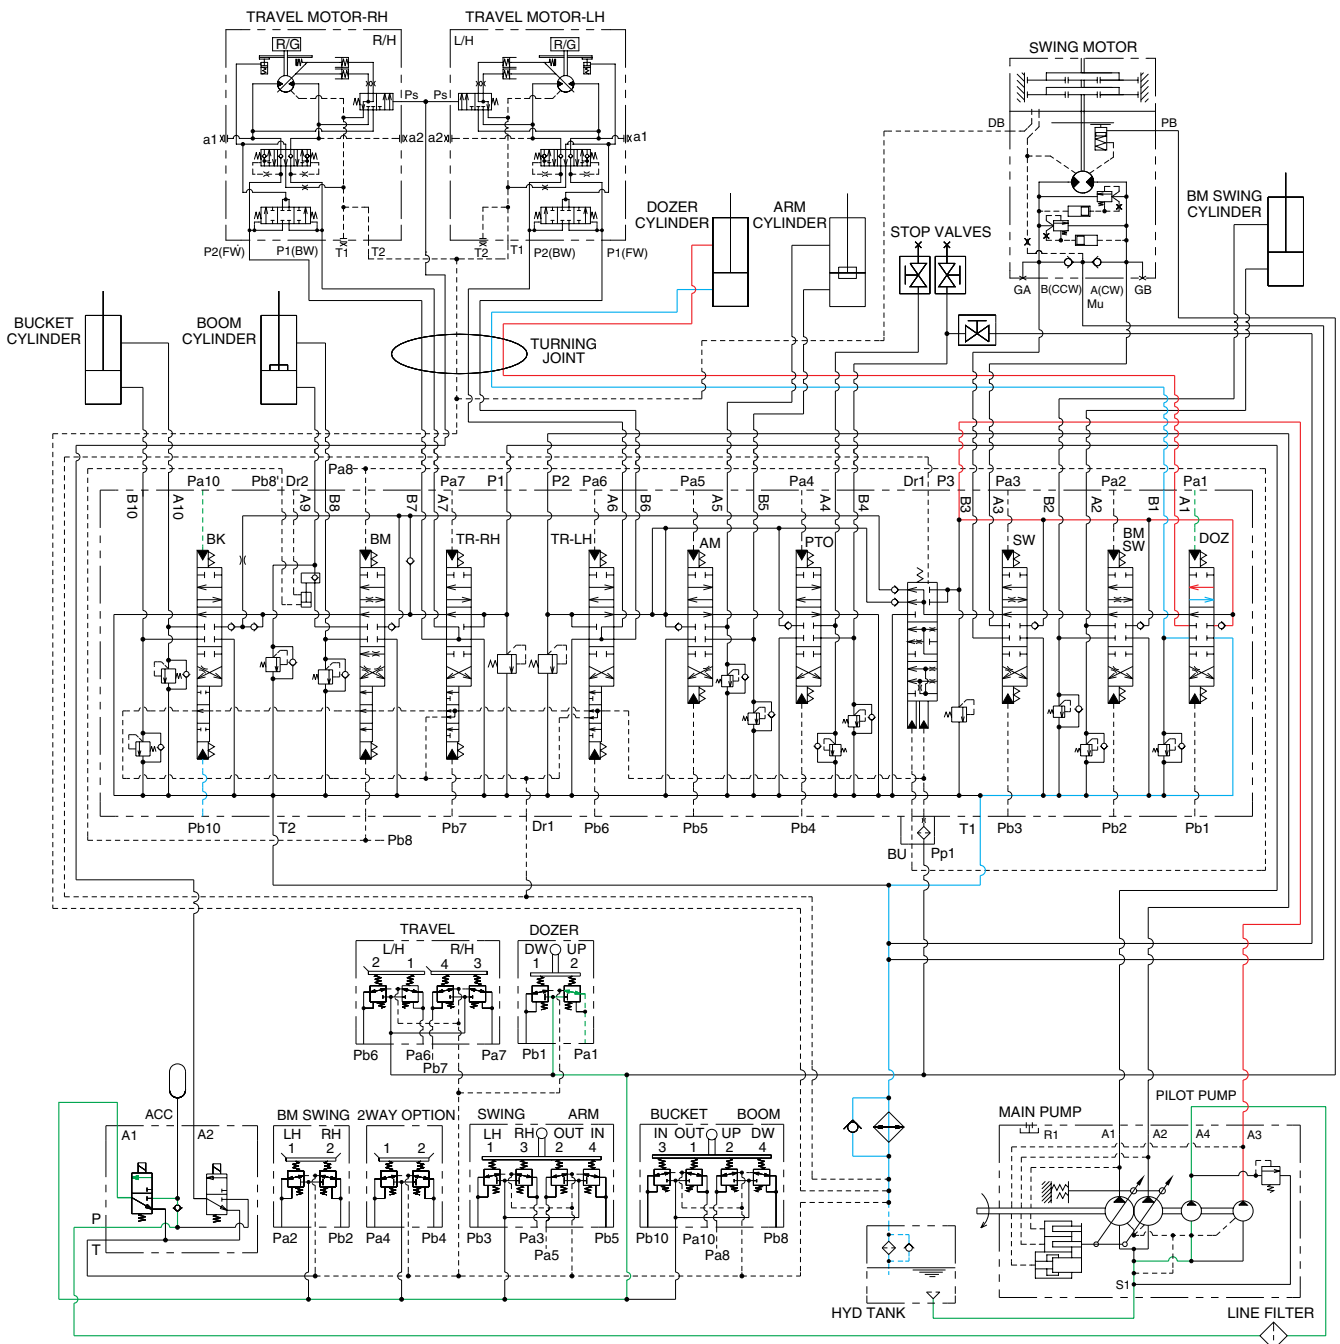 TRAVEL MOTOR-RH TRAVEL MOTOR-LH
R/G R/H L/H R/G
SWING MOTOR
Ps Ps
DB PB
a1 a2 a2 a1
DOZER CYLINDER
ARM CYLINDER
STOP VALVES
BM SWING CYLINDER
P2(FW) P1(BW) T1 T2 T2 T1 P2(BW) P1(FW)
GA B(CCW) A(CW) GB
Mu
BUCKET CYLINDER
BOOM CYLINDER
TURNING JOINT
Pa10 Pb8' Dr2 Pa8 Pa7 P1 P2 Pa6 Pa5 Pa4 Dr1 P3 Pa3 Pa2 Pa1
B10 A10 A9 B8 B7 A7 A6 B6 A5 B5 A4 B4 B3 A3 B2 A2 B1 A1
BK BM TR-RH TR-LH AM PTO SW BM SW DOZ
Pb10 T2 Pb8 Pb7 Dr1 Pb6 Pb5 Pb4 BU Pp1 T1 Pb3 Pb2 Pb1
TRAVEL DOZER
L/H R/H DW UP
2 1 4 3 1 2
Pb6 Pa6 Pb7 Pa7 Pb1 Pa1
ACC
A1 A2
P
T
BM SWING 2WAY OPTION SWING ARM BUCKET BOOM
LH RH LH RH OUT IN IN OUT UP DW
1 2 1 2 1 3 2 4 3 1 2 4
Pa2 Pb2 Pa4 Pb4 Pb3 Pa3 Pa5 Pb5 Pb10 Pa10 Pa8 Pb8
PILOT PUMP
MAIN PUMP
R1 A1 A2 A4 A3
S1
HYD TANK
LINE FILTER